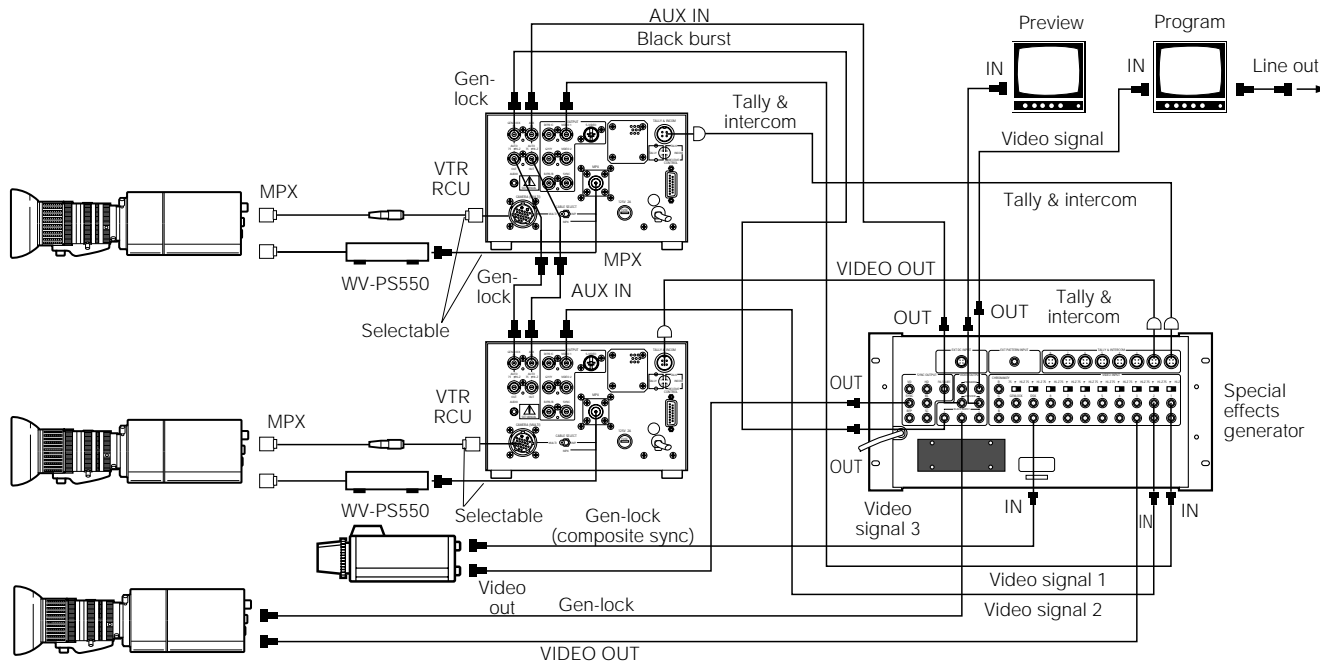 AUX IN
Black burst
Preview
Program
Gen-
lock
IN
IN
Line out
Tally &
intercom
Video signal
VTR
RCU
MPX
Tally & intercom
WV-PS550
MPX
Gen-
lock
AUX IN
VIDEO OUT
Selectable
OUT
OUT
Tally &
intercom
OUT
Special
effects
generator
VTR
RCU
MPX
OUT
WV-PS550
Selectable
Gen-lock
(composite sync)
Video
signal 3
IN
IN
IN
Video signal 1
Video
out
Gen-lock
Video signal 2
VIDEO OUT